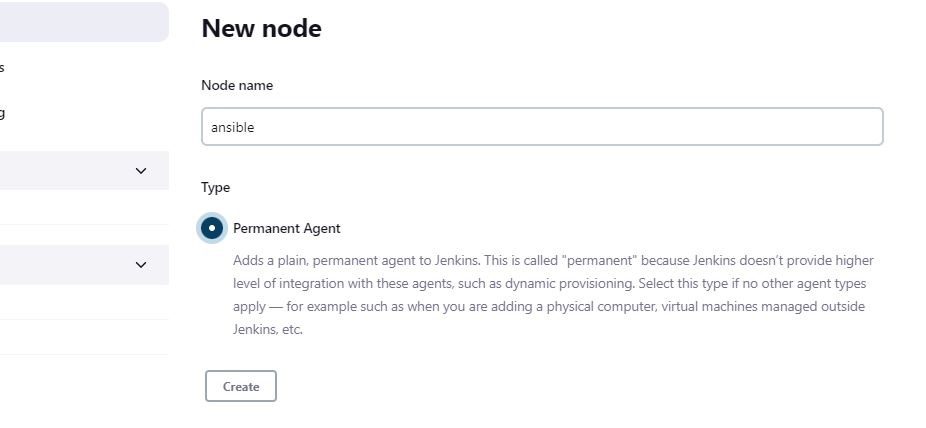 New node
s
Node name
g
ansible
Type
Permanent Agent
Adds a plain, permanent agent to Jenkins. This is called "permanent" because Jenkins doesn’t provide higher
level of integration with these agents, such as dynamic provisioning. Select this type if no other agent types
apply — for example such as when you are adding a physical computer, virtual machines managed outside
Jenkins, etc.
Create